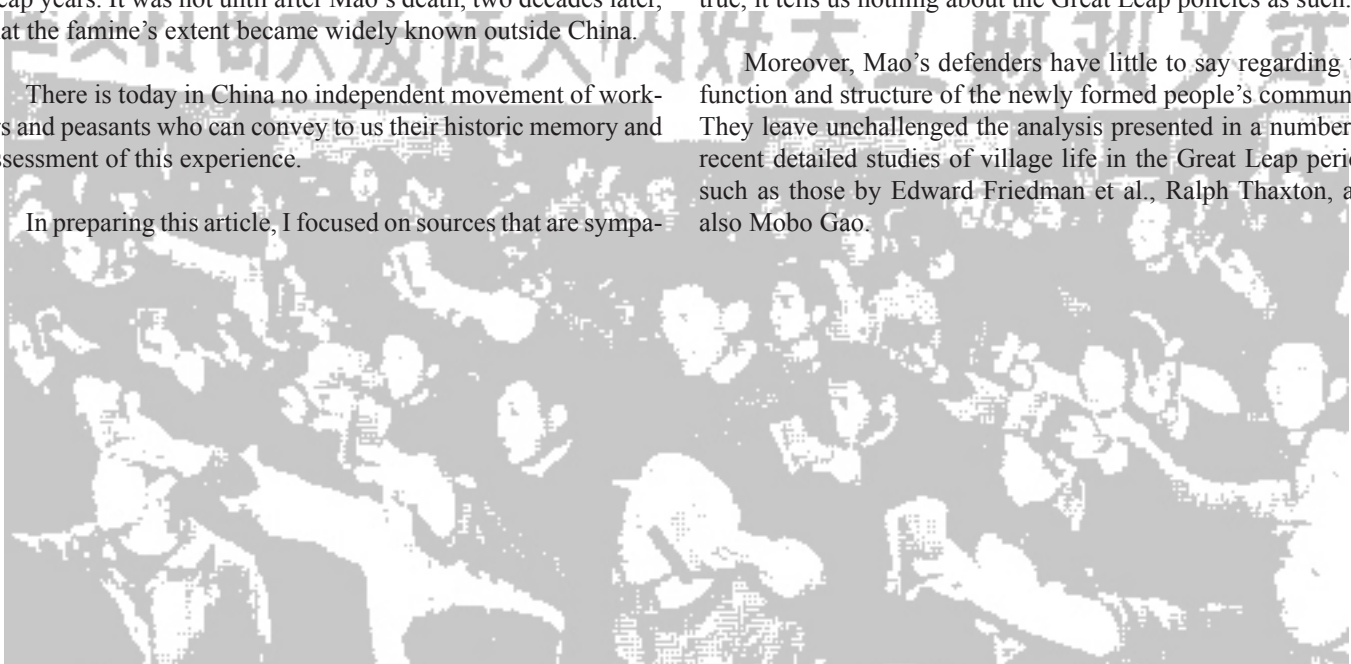 eap years. It was not until after Mao’s death, two decades later,
at the famine’s extent became widely known outside China.
There is today in China no independent movement of work-
rs and peasants who can convey to us their historic memory and
ssessment of this experience.
In preparing this article, I focused on sources that are sympa-
true, it tells us nothing about the Great Leap policies as such.
Moreover, Mao’s defenders have little to say regarding
function and structure of the newly formed people’s commun
They leave unchallenged the analysis presented in a number
recent detailed studies of village life in the Great Leap peri
such as those by Edward Friedman et al., Ralph Thaxton, a
also Mobo Gao.